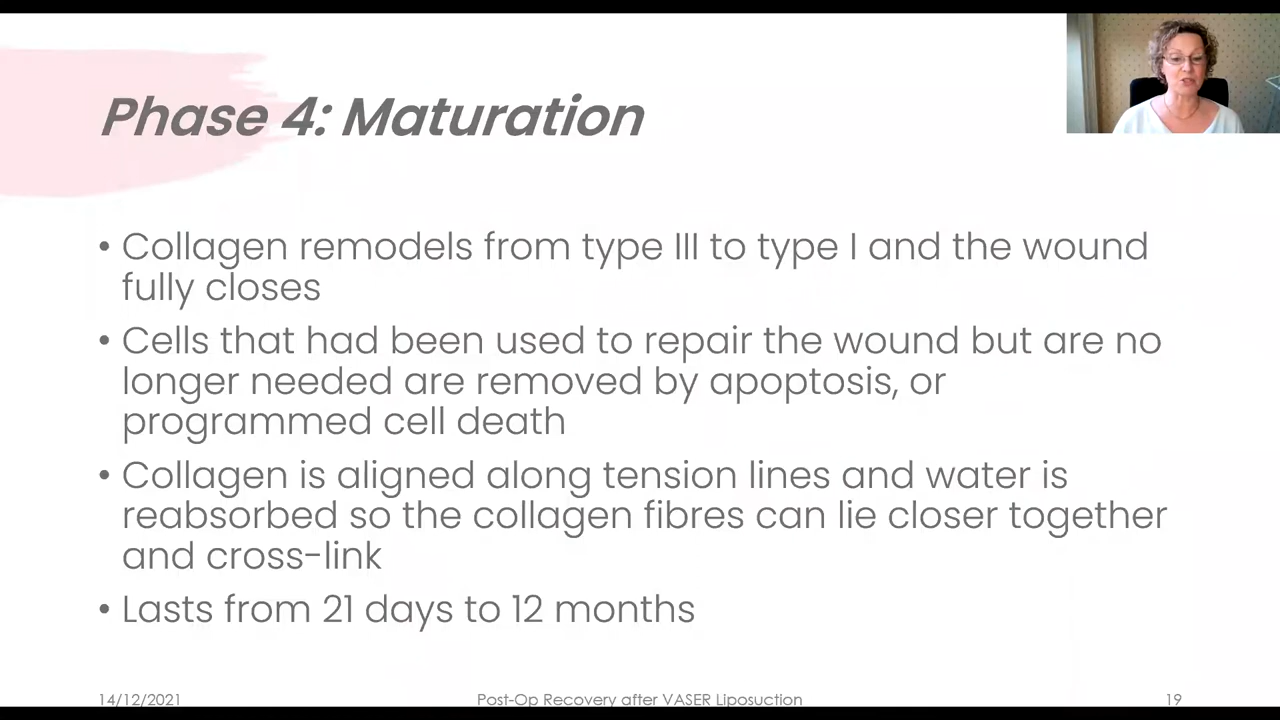 Phase 4: Maturation
• Collagen remodels from type III to type I and the wound
fully closes
• Cells that had been used to repair the wound but are no
longer needed are removed by apoptosis, or
programmed cell death
• Collagen is aligned along tension lines and water is
reabsorbed so the collagen fibres can lie closer together
and cross-link
• Lasts from 21 days to 12 months
14/12/2021
Post-Op Recovery after VASER Liposuction
19